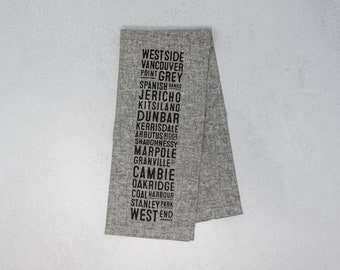 WESTSIDE
VANCOUVER
POINT GREY
SPANISH BANKS
JERICHO
KITSILANO
DUNBAR
KERRISDALE
ARBUTUS RIDGE
SHAUGHNESSY
MARPOLE
GRANVILLE
CAMBIE
OAKRIDGE
COAL HARBOUR
STANLEY PARK
WEST END